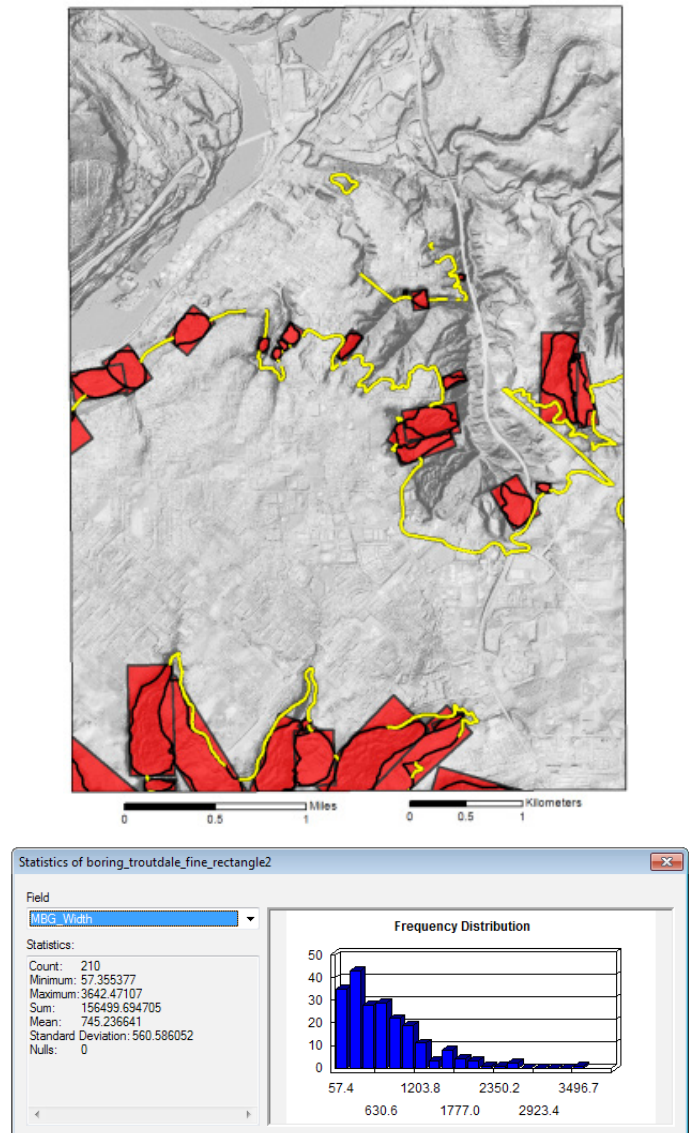 Miles
0 0.5 1
Kilometers
0 0.5 1
Statistics of boring_troutdale_fine_rectangle2
Field
MBG_Width
Statistics:
Count: 210
Minimum: 57.355377
Maximum: 3642.47107
Sum: 156499.694705
Mean: 745.236641
Standard Deviation: 560.586052
Nulls: 0
Frequency Distribution
50
40
30
20
10
0
57.4 1203.8 2350.2 3496.7
630.6 1777.0 2923.4